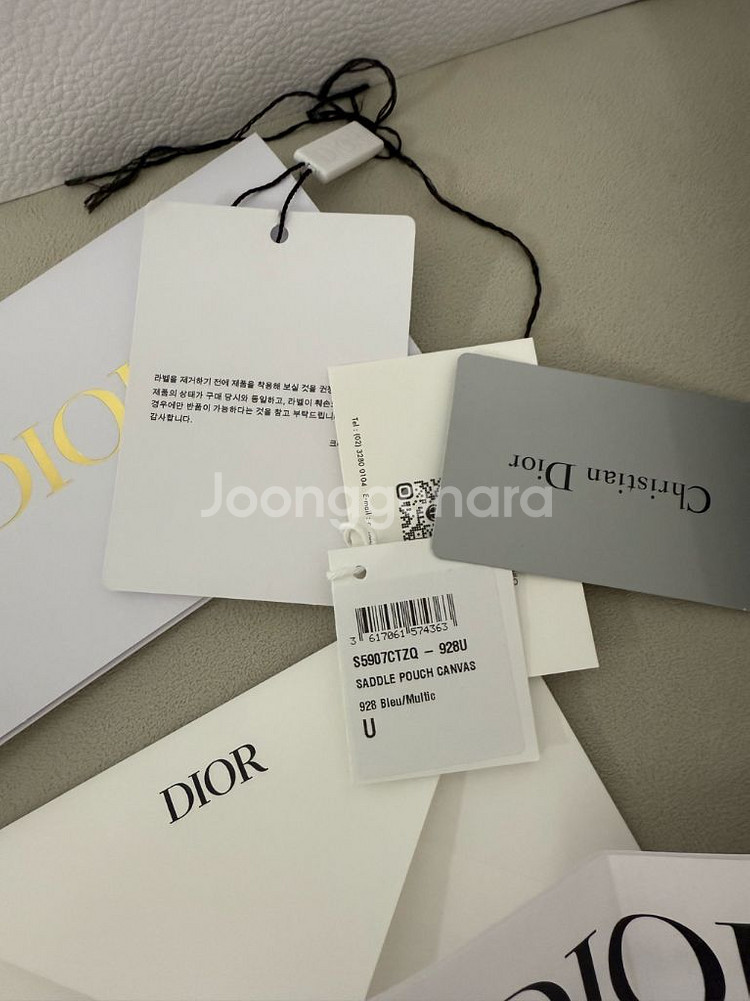 DIO
라벨을 제거하기 전에 제품을 착용해 보실 것을 권
제품의 상태가 구매 당시와 동일하고, 라벨이 훼손
경우에만 반품이 가능하다는 것을 참고 부탁드립니
감사합니다.
Tel : (02) 3280 0104
E-mail :
Christian Dior
Joonggonara
3 617061 574363
S5907CTZQ – 928U
SADDLE POUCH CANVAS
928 Bleu/Multic
U
DIOR
DIOR